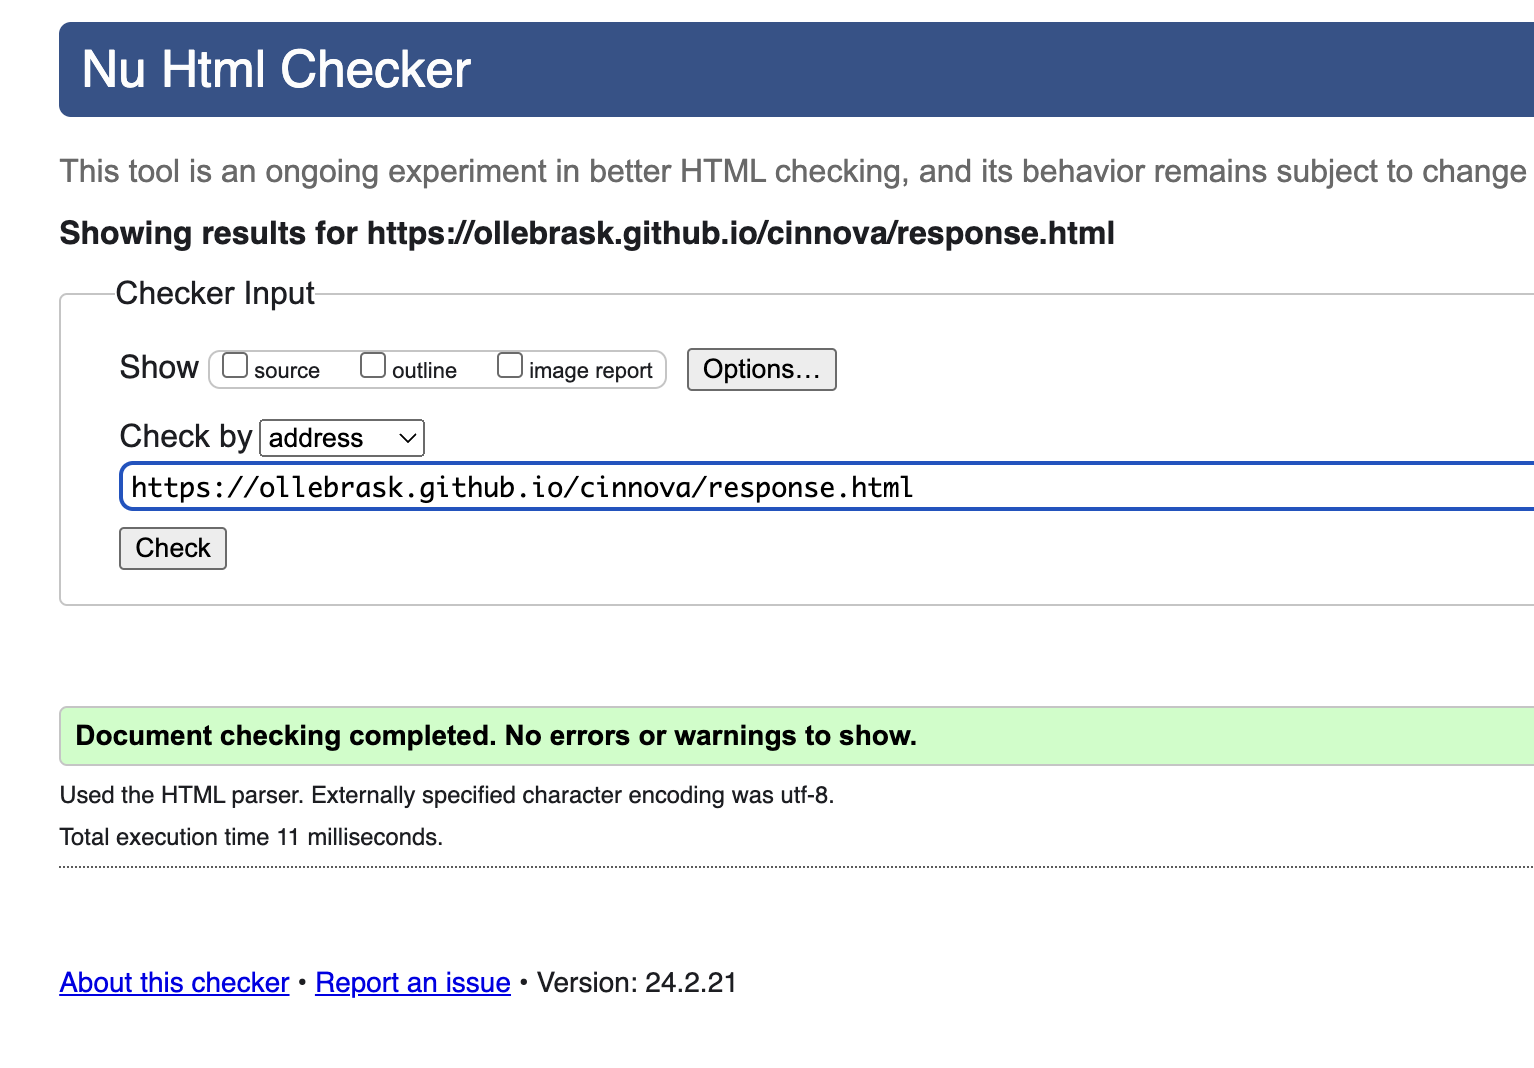 Nu Html Checker
This tool is an ongoing experiment in better HTML checking, and its behavior remains subject to change
Showing results for https://ollebrask.github.io/cinnova/response.html
Checker Input
Show source outline image report Options...
Check by address
https://ollebrask.github.io/cinnova/response.html
Check
Document checking completed. No errors or warnings to show.
Used the HTML parser. Externally specified character encoding was utf-8.
Total execution time 11 milliseconds.
About this checker • Report an issue • Version: 24.2.21